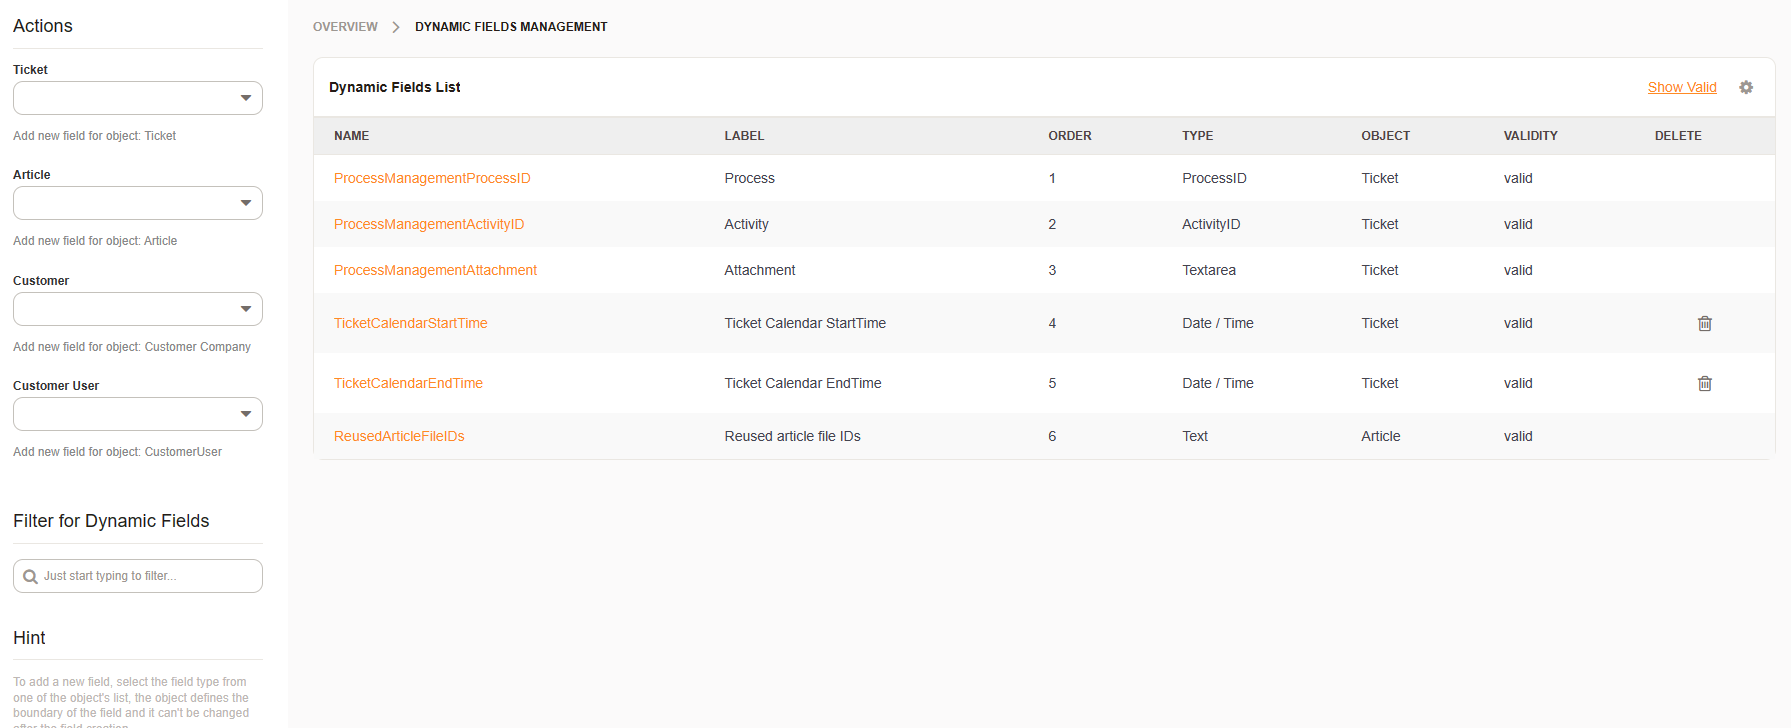 Actions
Ticket
Add new field for object: Ticket
Article
Add new field for object: Article
Customer
Add new field for object: Customer Company
Customer User
Add new field for object: CustomerUser
Filter for Dynamic Fields
Just start typing to filter...
Hint
To add a new field, select the field type from
one of the object's list, the object defines the
boundary of the field and it can't be changed
after the field creation.
OVERVIEW > DYNAMIC FIELDS MANAGEMENT
Dynamic Fields List Show Valid
NAME LABEL ORDER TYPE OBJECT VALIDITY DELETE
ProcessManagementProcessID Process 1 ProcessID Ticket valid
ProcessManagementActivityID Activity 2 ActivityID Ticket valid
ProcessManagementAttachment Attachment 3 Textarea Ticket valid
TicketCalendarStartTime Ticket Calendar StartTime 4 Date / Time Ticket valid
TicketCalendarEndTime Ticket Calendar EndTime 5 Date / Time Ticket valid
ReusedArticleFileIDs Reused article file IDs 6 Text Article valid